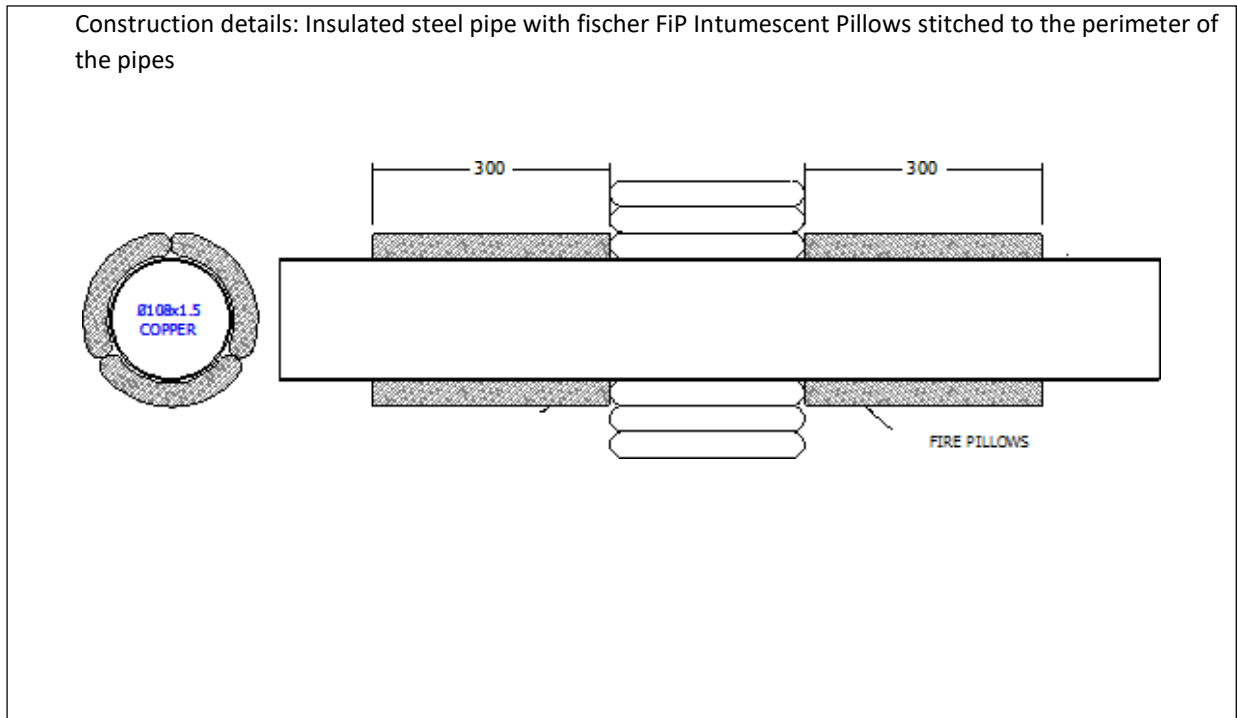 Construction details: Insulated steel pipe with fischer FiP Intumescent Pillows stitched to the perimeter of
the pipes
300
300
Ø108x1.5
COPPER
FIRE PILLOWS